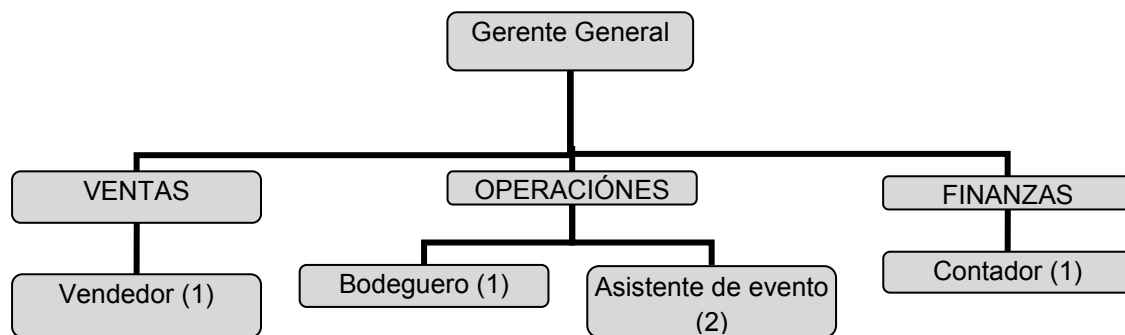 Gerente General
VENTAS
OPERACIÓNES
FINANZAS
Vendedor (1)
Bodeguero (1)
Asistente de evento
(2)
Contador (1)